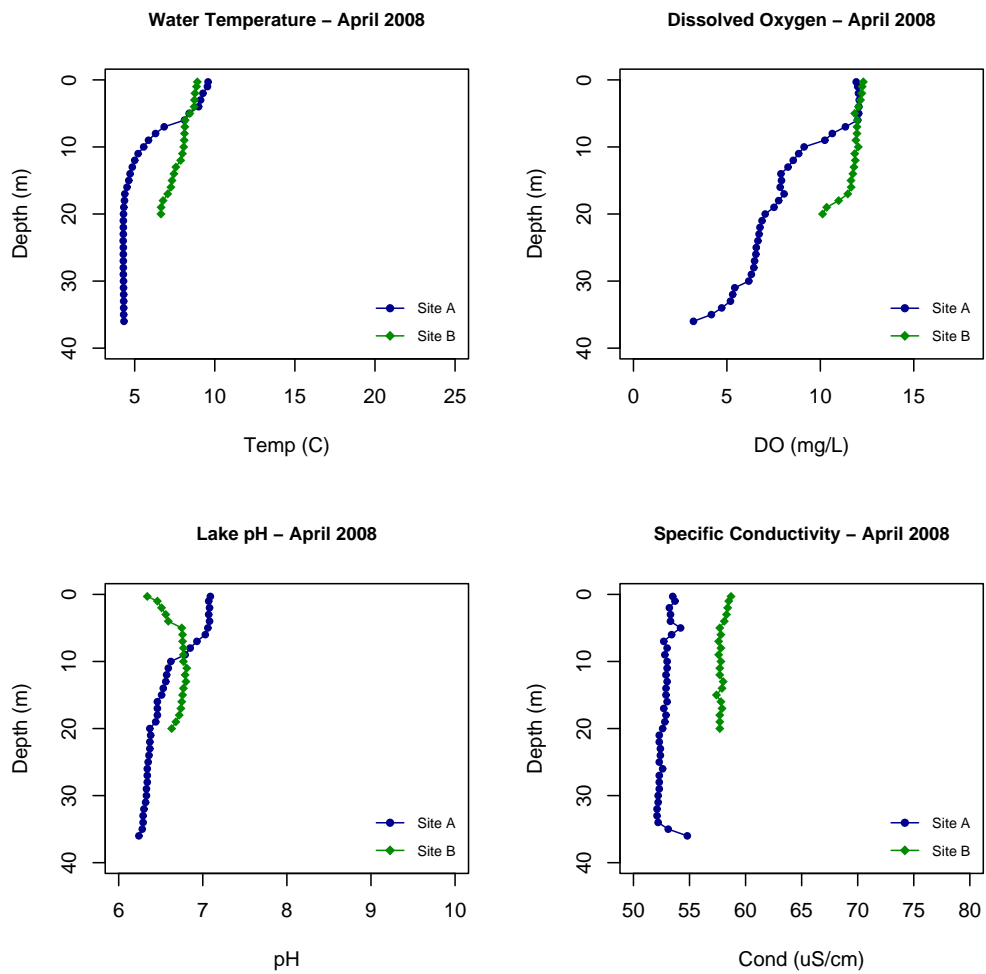 Water Temperature – April 2008
0
10
20
30
40
Depth (m)
Site A
Site B
5 10 15 20 25
Temp (C)
Dissolved Oxygen – April 2008
0
10
20
30
40
Depth (m)
Site A
Site B
0 5 10 15
DO (mg/L)
Lake pH – April 2008
0
10
20
30
40
Depth (m)
Site A
Site B
6 7 8 9 10
pH
Specific Conductivity – April 2008
0
10
20
30
40
Depth (m)
Site A
Site B
50 55 60 65 70 75 80
Cond (uS/cm)